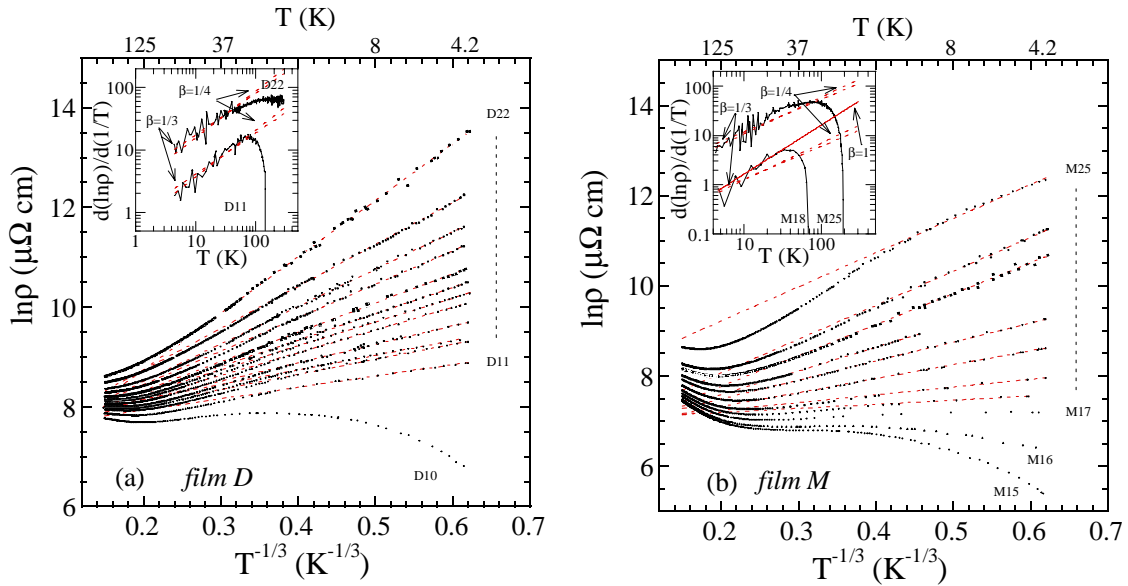 T (K)
125 37 8 4.2
14
12
10
8
6
lnρ (μΩ cm)
100
10
1
d(lnρ)/d(1/T)
β=1/4
D22
β=1/3
D11
1 10 100
T (K)
D22
D11
D10
(a) film D
0.2 0.3 0.4 0.5 0.6 0.7
T^-1/3 (K^-1/3)
T (K)
125 37 8 4.2
14
12
10
8
6
lnρ (μΩ cm)
100
10
1
0.1
d(lnρ)/d(1/T)
β=1/4
β=1/3
β=1
M18 M25
10 100
T (K)
M25
M17
M16
M15
(b) film M
0.2 0.3 0.4 0.5 0.6 0.7
T^-1/3 (K^-1/3)